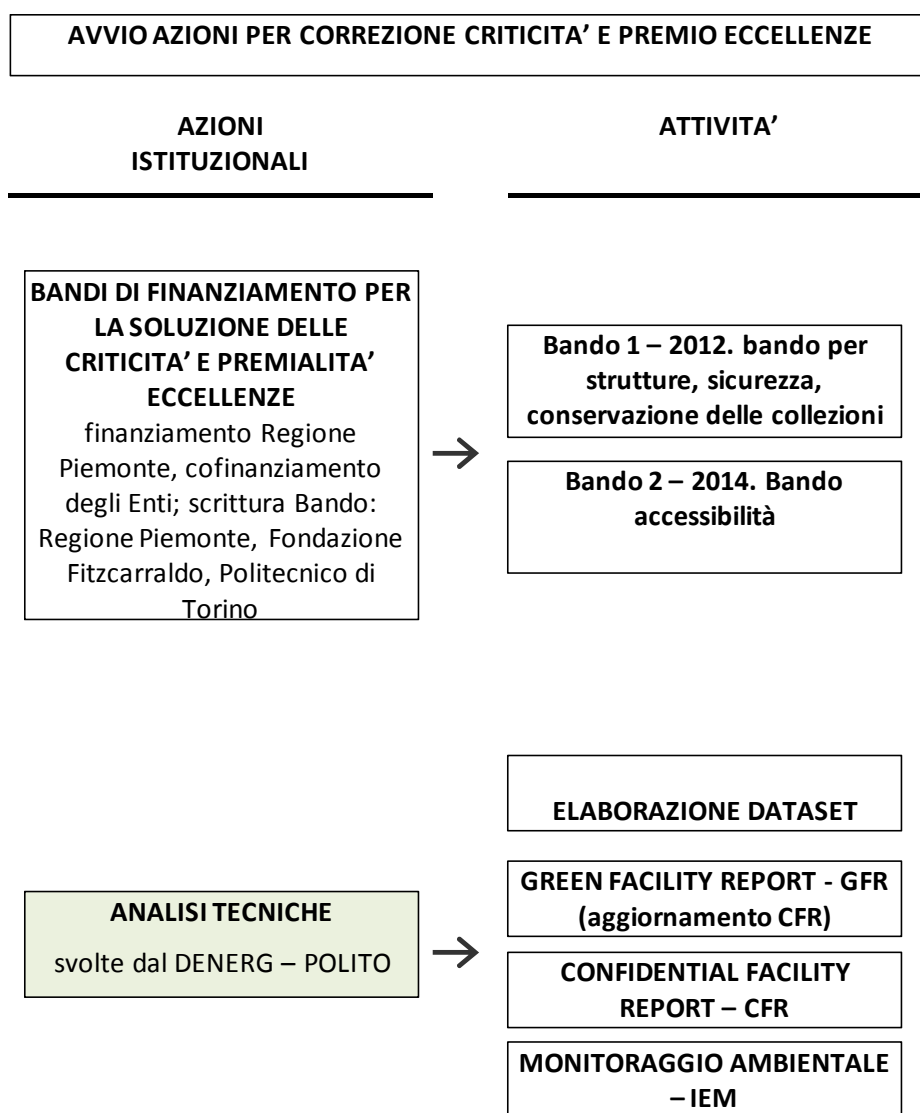 AVVIO AZIONI PER CORREZIONE CRITICITA’ E PREMIO ECCELLENZE
AZIONI
ISTITUZIONALI
ATTIVITA’
BANDI DI FINANZIAMENTO PER
LA SOLUZIONE DELLE
CRITICITA’ E PREMIALITA’
ECCELLENZE
finanziamento Regione
Piemonte, cofinanziamento
degli Enti; scrittura Bando:
Regione Piemonte, Fondazione
Fitzcarraldo, Politecnico di
Torino
Bando 1 – 2012. bando per
strutture, sicurezza,
conservazione delle collezioni
Bando 2 – 2014. Bando
accessibilità
ANALISI TECNICHE
svolte dal DENERG – POLITO
ELABORAZIONE DATASET
GREEN FACILITY REPORT - GFR
(aggiornamento CFR)
CONFIDENTIAL FACILITY
REPORT – CFR
MONITORAGGIO AMBIENTALE
– IEM